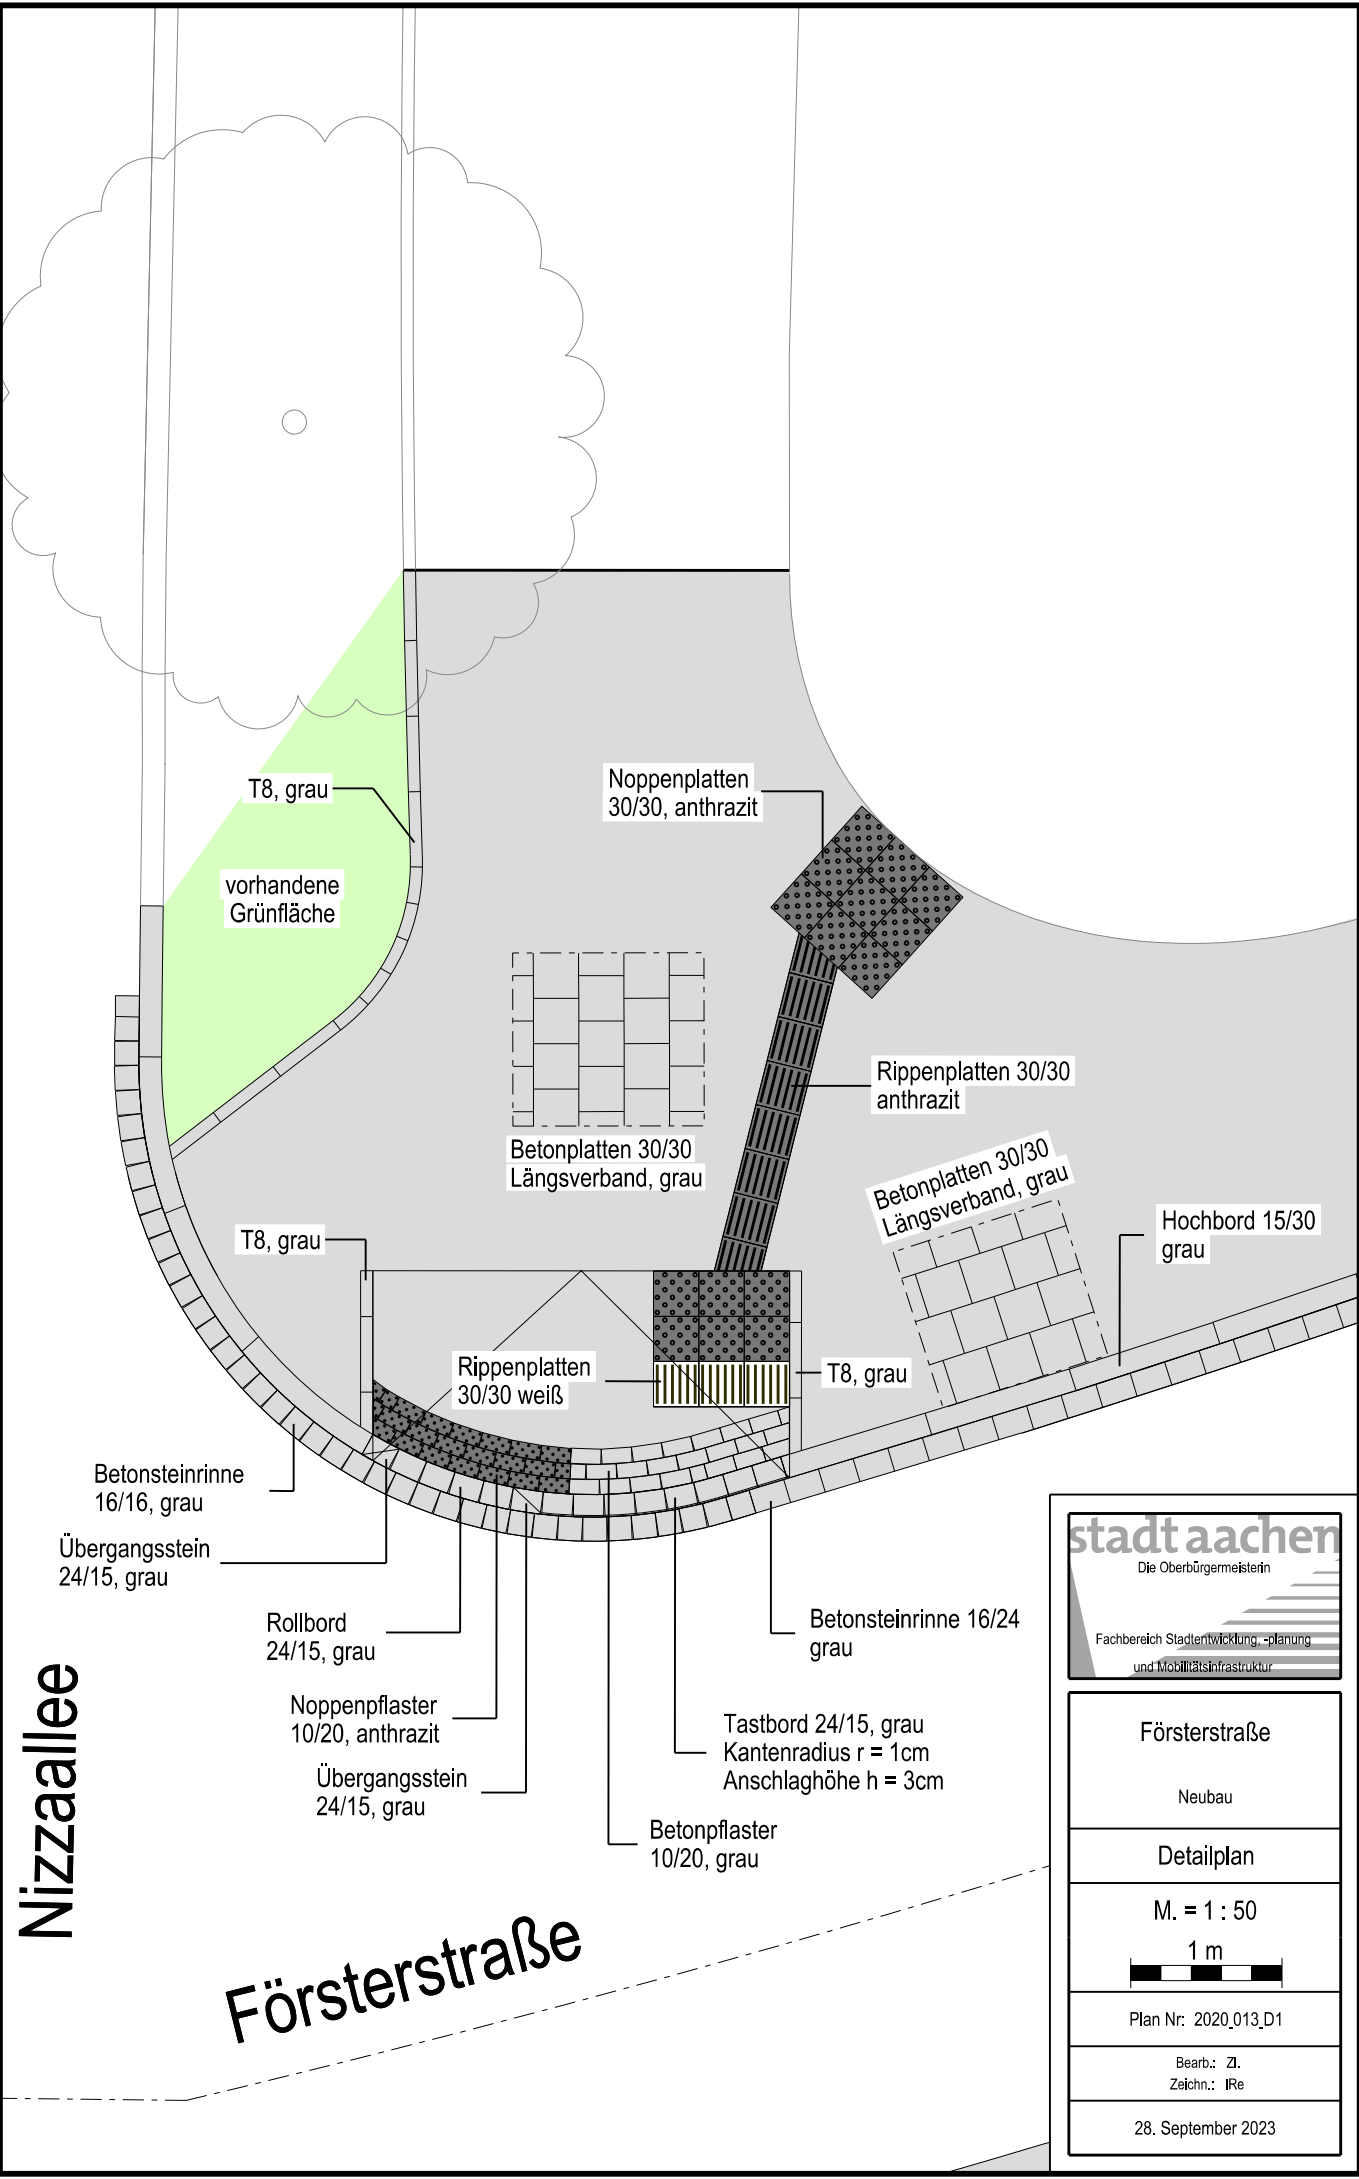 T8, grau
Noppenplatten
30/30, anthrazit
vorhandene
Grünfläche
Rippenplatten 30/30
anthrazit
Betonplatten 30/30
Längsverband, grau
Betonplatten 30/30
Längsverband, grau
Hochbord 15/30
grau
T8, grau
Rippenplatten
30/30 weiß
T8, grau
Betonsteinrinne
16/16, grau
Übergangsstein
24/15, grau
Rollbord
24/15, grau
Noppenpflaster
10/20, anthrazit
Übergangsstein
24/15, grau
Betonsteinrinne 16/24
grau
Tastbord 24/15, grau
Kantenradius r = 1cm
Anschlaghöhe h = 3cm
Betonpflaster
10/20, grau
Nizzaallee
Försterstraße
stadt aachen
Die Oberbürgermeisterin
Fachbereich Stadtentwicklung, -planung
und Mobilitätsinfrastruktur
Försterstraße
Neubau
Detailplan
M. = 1 : 50
1 m
Plan Nr: 2020_013_D1
Bearb.: Zl.
Zeichn.: IRe
28. September 2023